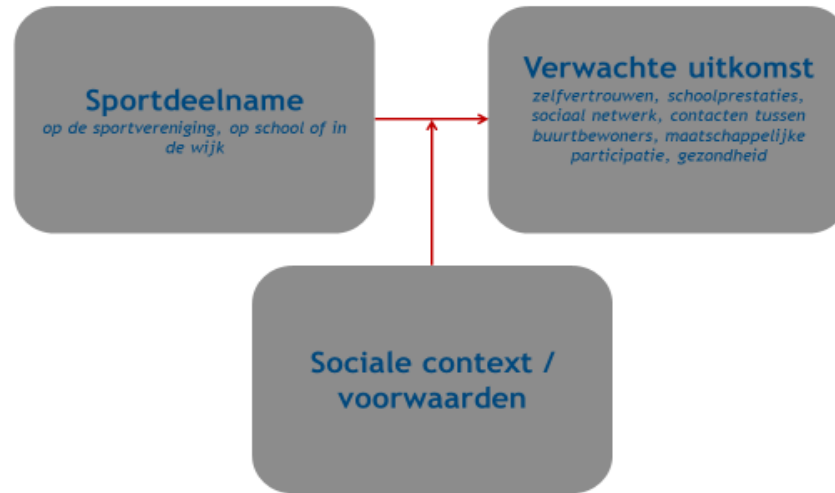 Sportdeelname
op de sportvereniging, op school of in
de wijk
Verwachte uitkomst
zelfvertrouwen, schoolprestaties,
sociaal netwerk, contacten tussen
buurtbewoners, maatschappelijke
participatie, gezondheid
Sociale context /
voorwaarden